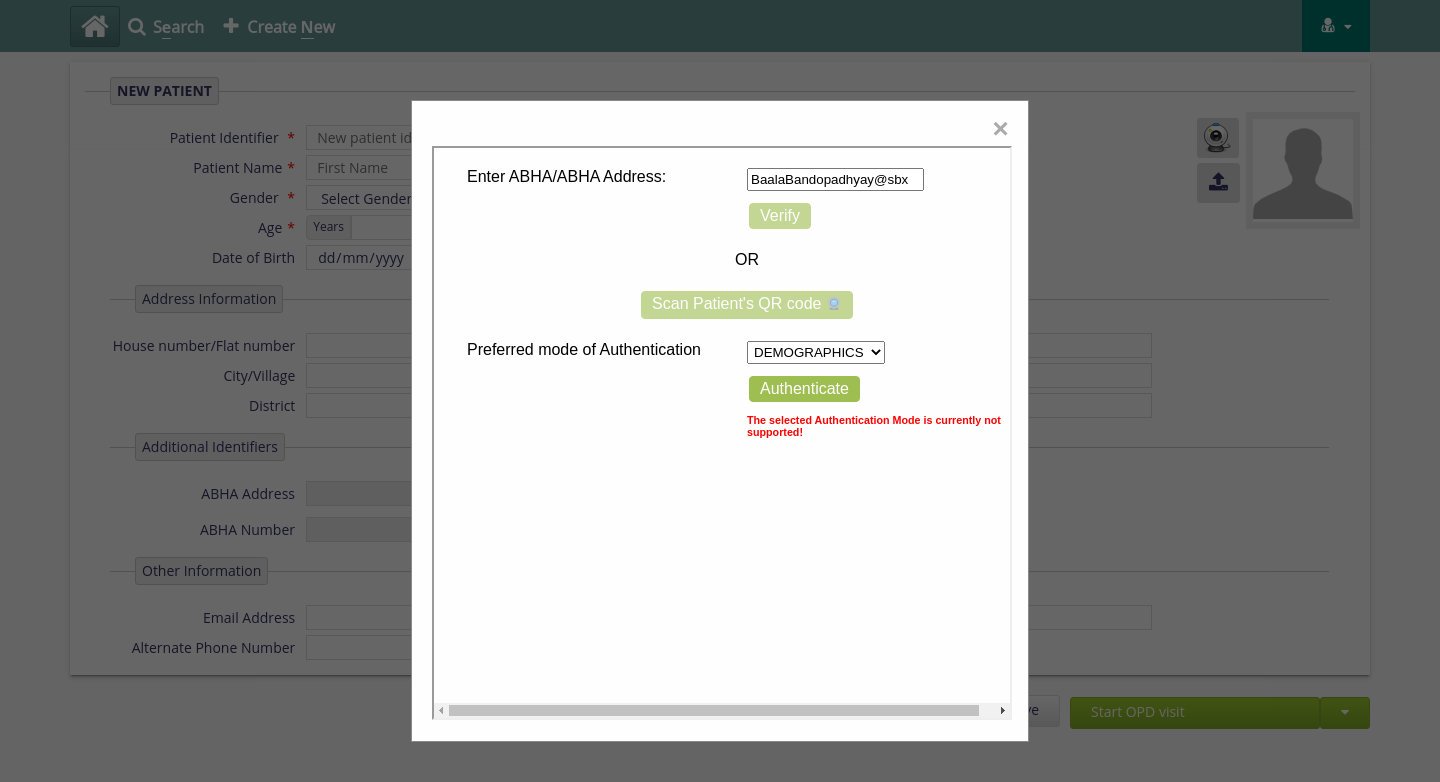 Search
Create New
NEW PATIENT
Patient Identifier *
New patient id
Patient Name *
First Name
Gender *
Select Gender
Age *
Years
Date of Birth
dd/mm/yyyy
Address Information
House number/Flat number
City/Village
District
Additional Identifiers
ABHA Address
ABHA Number
Other Information
Email Address
Alternate Phone Number
×
Enter ABHA/ABHA Address:
BaalaBandopadhyay@sbx
Verify
OR
Scan Patient's QR code
Preferred mode of Authentication
DEMOGRAPHICS
Authenticate
The selected Authentication Mode is currently not
supported!
Start OPD visit